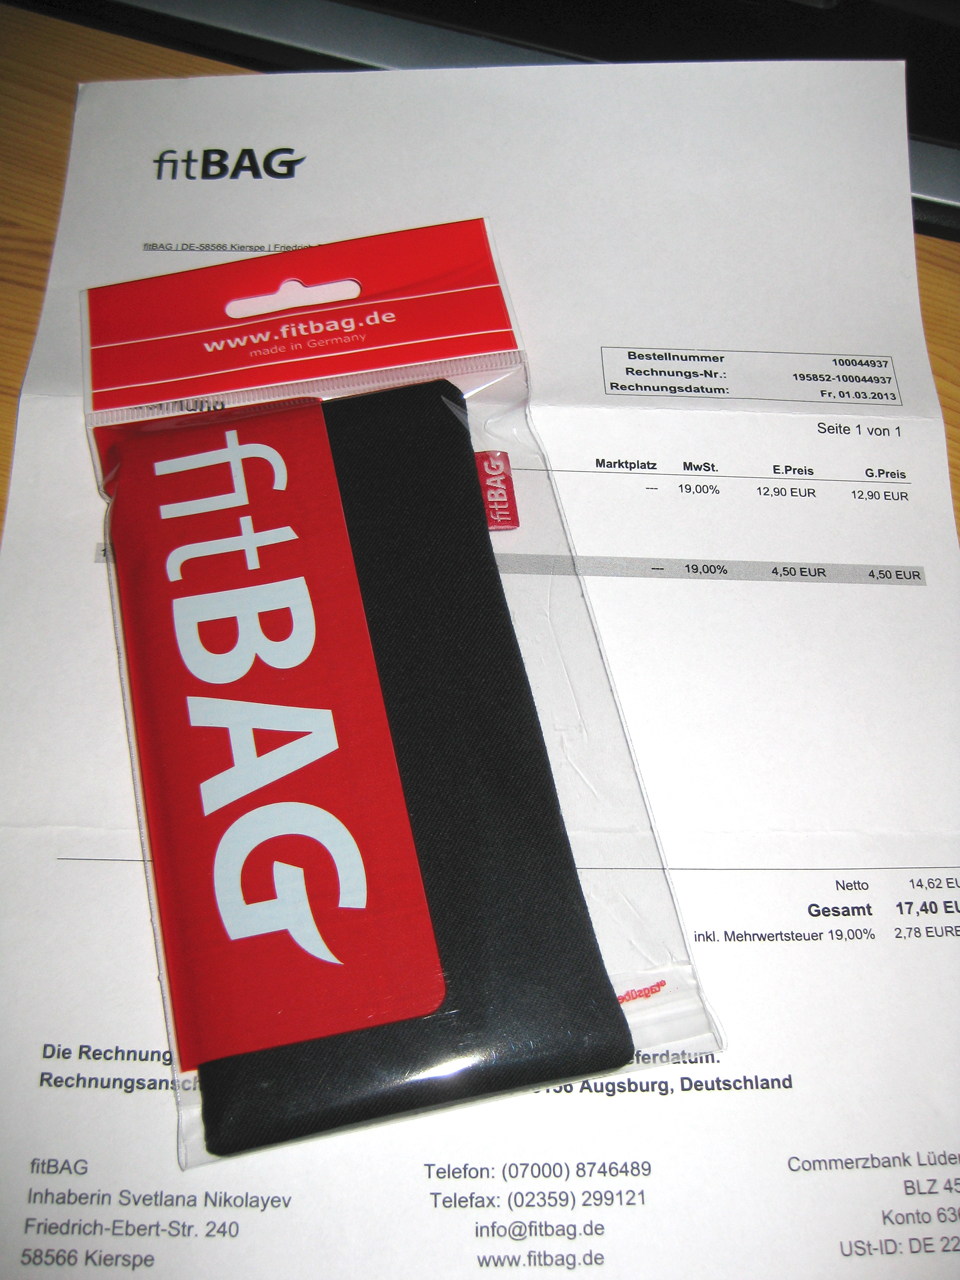 fitBAG
fitBAG | DE-58566 Kierspe | Friedrich
www.fitbag.de
made in Germany
Bestellnummer 100044937
Rechnungs-Nr.: 195852-100044937
Rechnungsdatum: Fr, 01.03.2013
Seite 1 von 1
Marktplatz MwSt. E.Preis G.Preis
--- 19,00% 12,90 EUR 12,90 EUR
--- 19,00% 4,50 EUR 4,50 EUR
fitBAG
fitBAG
Netto 14,62 EU
Gesamt 17,40 EU
inkl. Mehrwertsteuer 19,00% 2,78 EURE
Die Rechnung eferdatum.
Rechnungsansc Augsburg, Deutschland
fitBAG
Inhaberin Svetlana Nikolayev
Friedrich-Ebert-Str. 240
58566 Kierspe
Telefon: (07000) 8746489
Telefax: (02359) 299121
info@fitbag.de
www.fitbag.de
Commerzbank Lüder
BLZ 45
Konto 636
USt-ID: DE 22